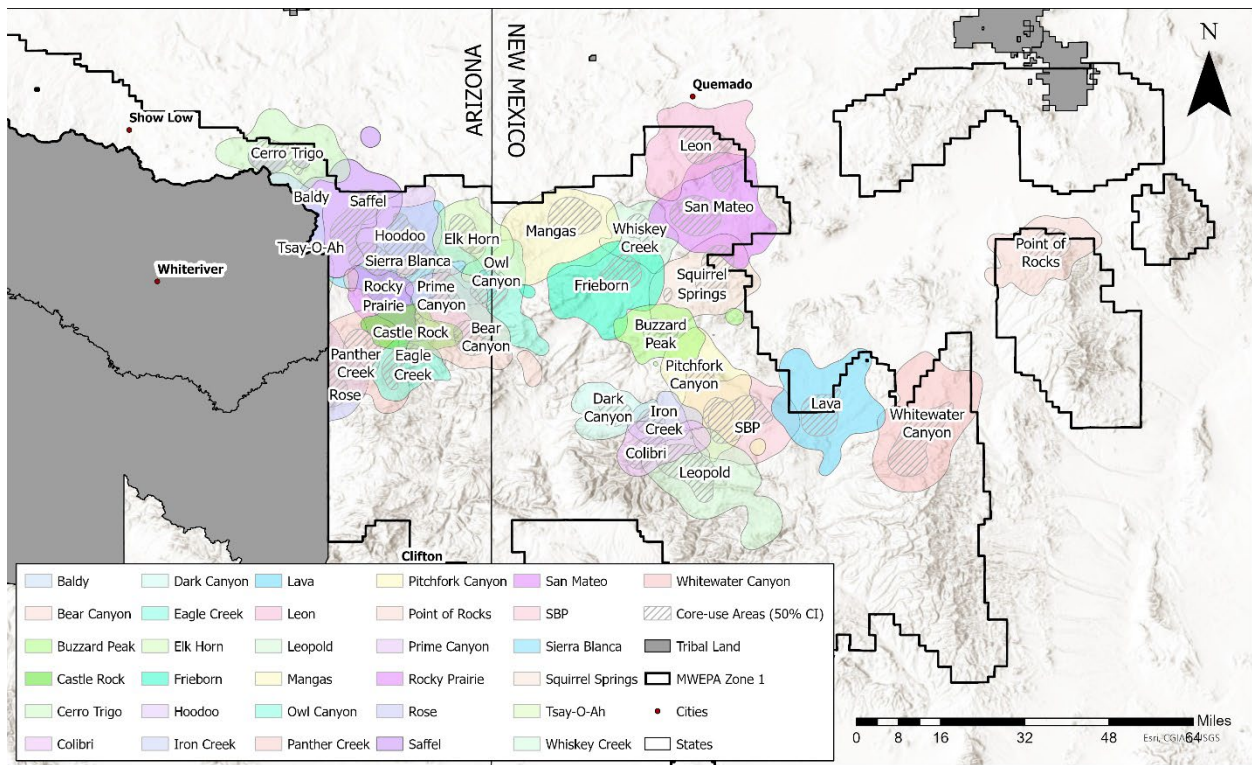 ARIZONA
NEW MEXICO
N
Quemado
Show Low
Cerro Trigo
Leon
Baldy
Saffel
San Mateo
Tsay-O-Ah
Hoodoo
Elk Horn
Mangas
Whiskey
Creek
Point of
Rocks
Sierra Blanca
Owl
Canyon
Whiteriver
Rocky
Prairie
Prime
Canyon
Frieborn
Squirrel
Springs
Castle Rock
Bear
Canyon
Buzzard
Peak
Panther
Creek
Eagle
Creek
Pitchfork
Canyon
Rose
Dark
Canyon
Iron
Creek
SBP
Lava
Whitewater
Canyon
Colibri
Leopold
Clifton
Baldy
Dark Canyon
Lava
Pitchfork Canyon
San Mateo
Whitewater Canyon
Bear Canyon
Eagle Creek
Leon
Point of Rocks
SBP
Core-use Areas (50% CI)
Buzzard Peak
Elk Horn
Leopold
Prime Canyon
Sierra Blanca
Tribal Land
Castle Rock
Frieborn
Mangas
Rocky Prairie
Squirrel Springs
MWEPA Zone 1
Cerro Trigo
Hoodoo
Owl Canyon
Rose
Tsay-O-Ah
Cities
Colibri
Iron Creek
Panther Creek
Saffel
Whiskey Creek
States
Miles
0 8 16 32 48 64